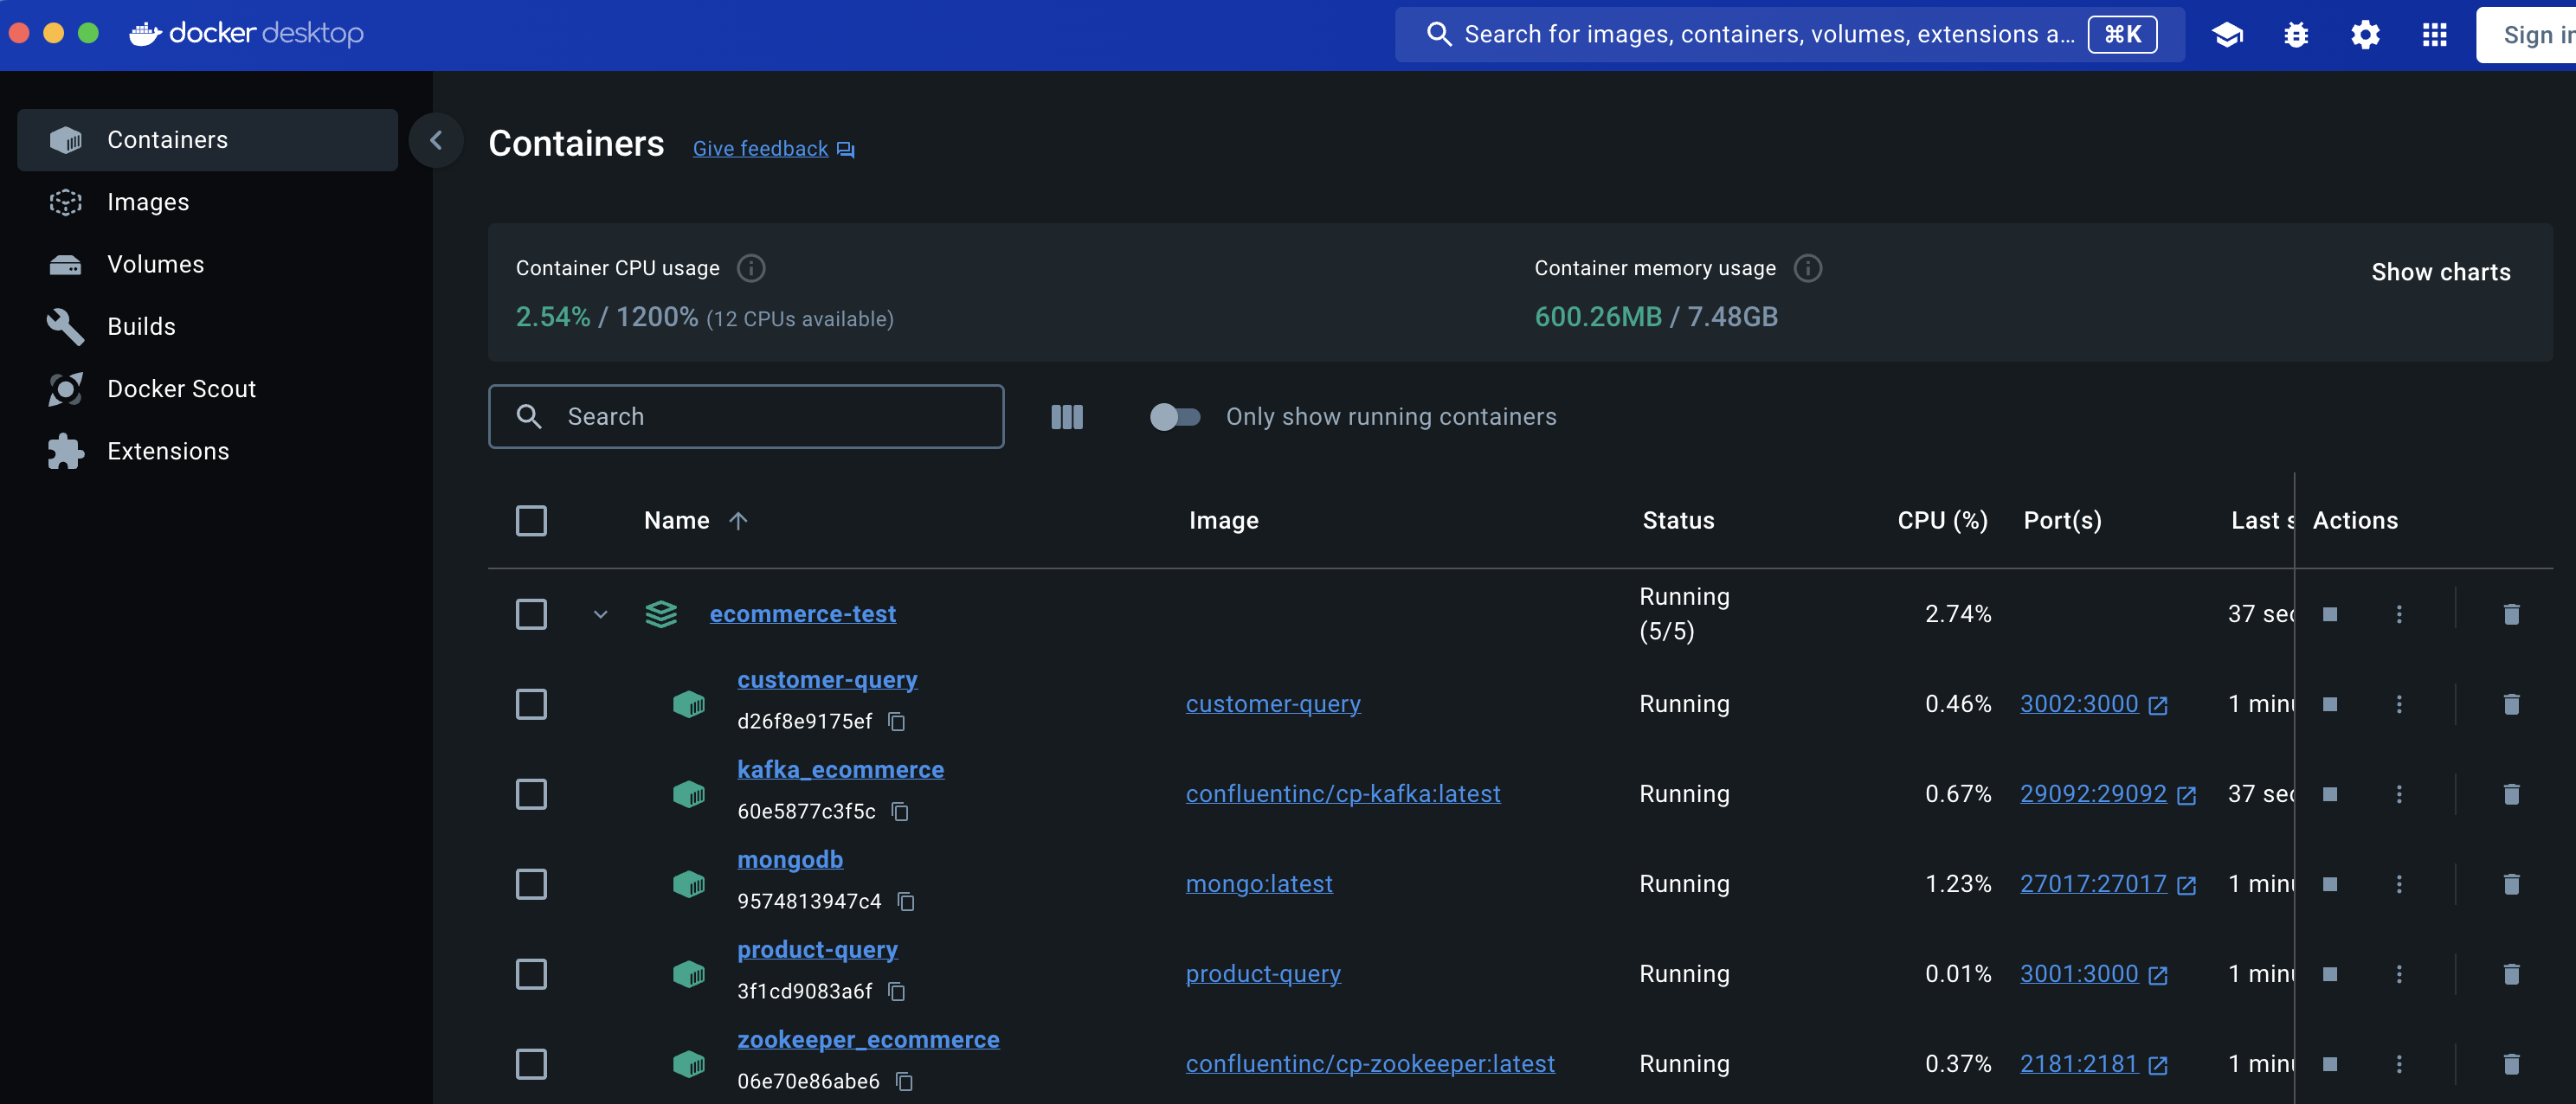 docker desktop
Search for images, containers, volumes, extensions a... ⌘K
Sign in
Containers
Images
Volumes
Builds
Docker Scout
Extensions
Containers Give feedback
Container CPU usage
2.54% / 1200% (12 CPUs available)
Container memory usage
600.26MB / 7.48GB
Show charts
Search
Only show running containers
Name Image Status CPU (%) Port(s) Last s Actions
ecommerce-test Running (5/5) 2.74% 37 sec
customer-query
d26f8e9175ef
customer-query Running 0.46% 3002:3000 1 minu
kafka_ecommerce
60e5877c3f5c
confluentinc/cp-kafka:latest Running 0.67% 29092:29092 37 sec
mongodb
9574813947c4
mongo:latest Running 1.23% 27017:27017 1 minu
product-query
3f1cd9083a6f
product-query Running 0.01% 3001:3000 1 minu
zookeeper_ecommerce
06e70e86abe6
confluentinc/cp-zookeeper:latest Running 0.37% 2181:2181 1 minu